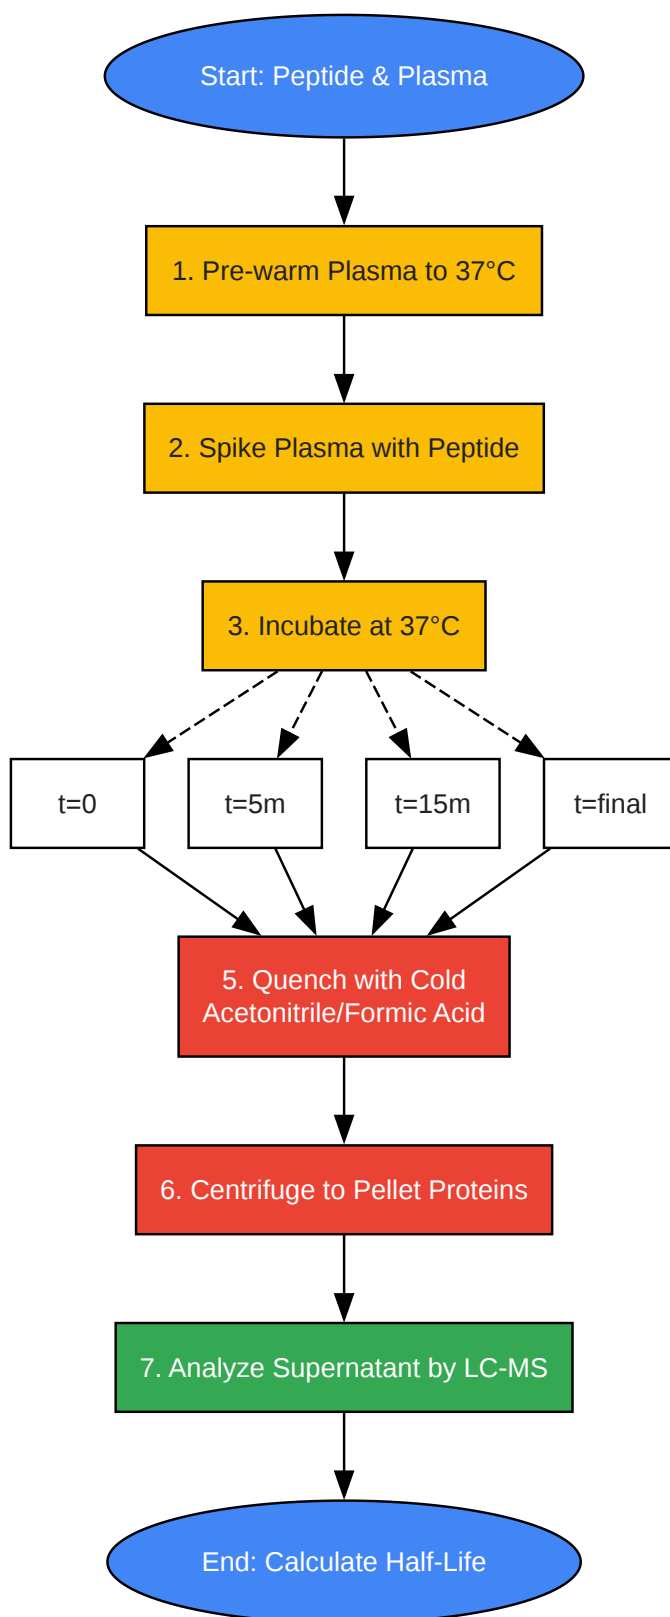 Start: Peptide & Plasma
1. Pre-warm Plasma to 37°C
2. Spike Plasma with Peptide
3. Incubate at 37°C
t=0
t=5m
t=15m
t=final
5. Quench with Cold
Acetonitrile/Formic Acid
6. Centrifuge to Pellet Proteins
7. Analyze Supernatant by LC-MS
End: Calculate Half-Life